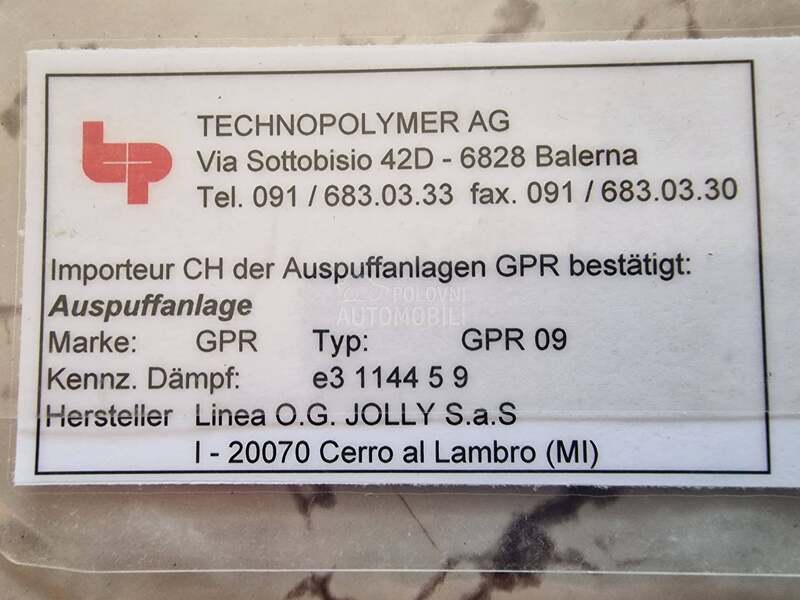 tp
TECHNOPOLYMER AG
Via Sottobisio 42D - 6828 Balerna
Tel. 091 / 683.03.33 fax. 091 / 683.03.30
Importeur CH der Auspuffanlagen GPR bestätigt:
Auspuffanlage
POLOVNI
AUTOMOBILI
Marke: GPR Typ: GPR 09
Kennz. Dämpf: e3 1144 5 9
Hersteller Linea O.G. JOLLY S.a.S
I - 20070 Cerro al Lambro (MI)